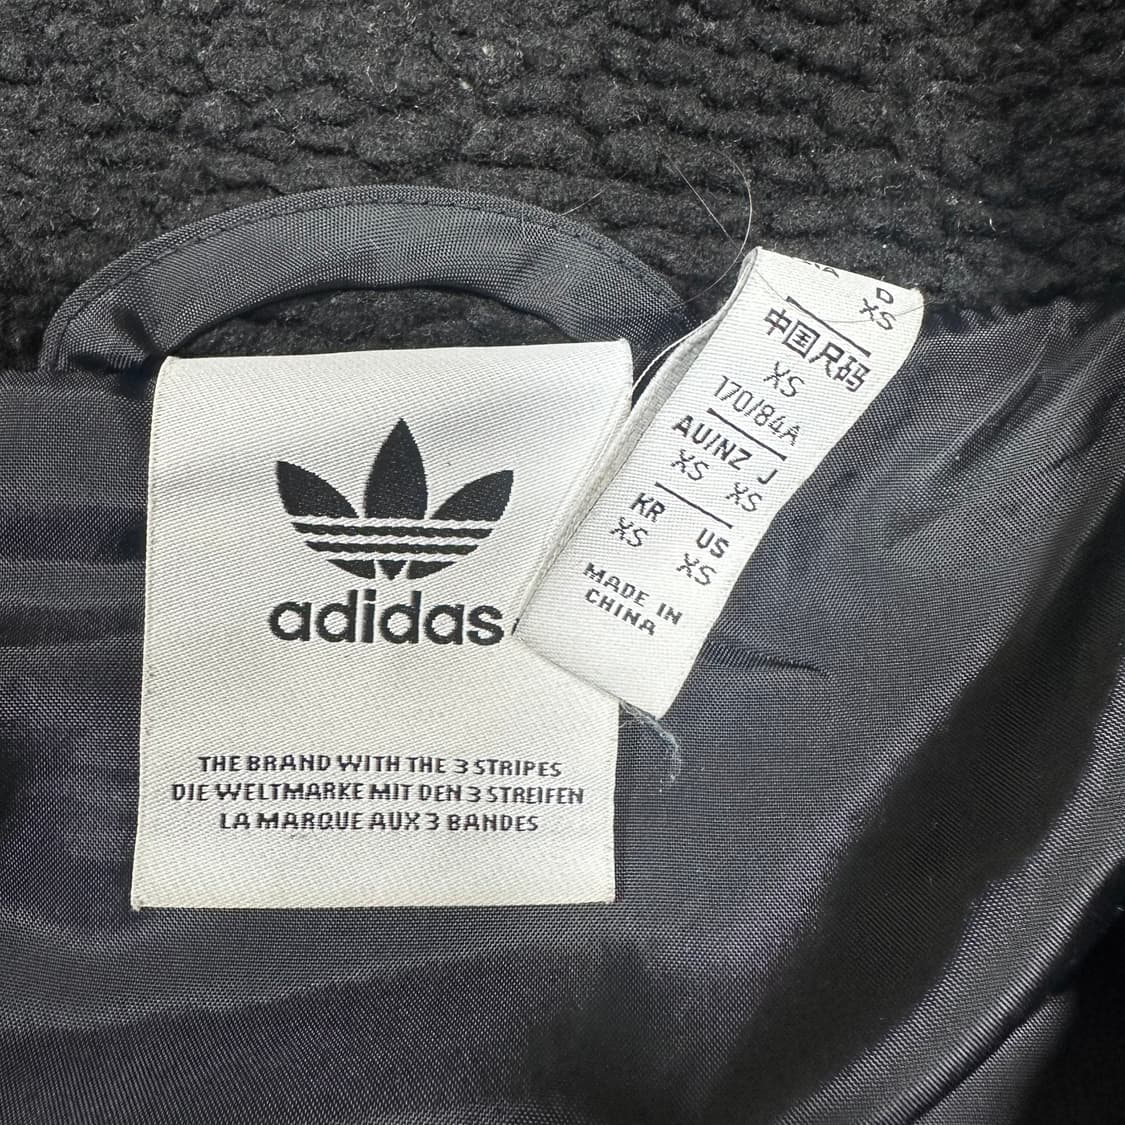 adidas
THE BRAND WITH THE 3 STRIPES
DIE WELTMARKE MIT DEN 3 STREIFEN
LA MARQUE AUX 3 BANDES
D
XS
中国尺码
XS
170/84A
AU/NZ J
XS XS
KR US
XS XS
MADE IN
CHINA